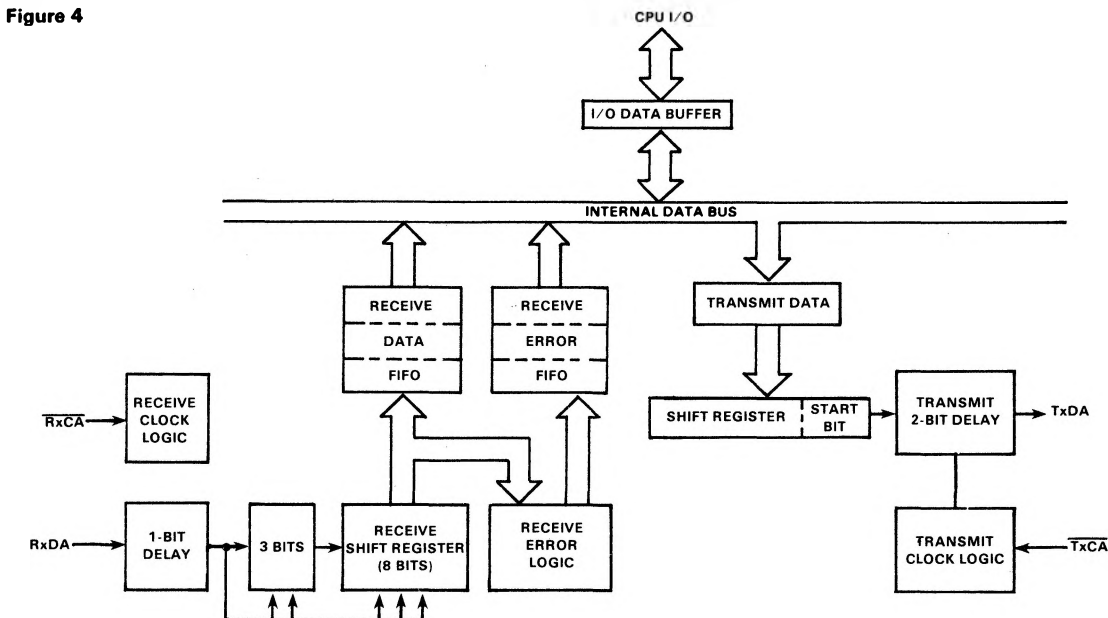 Figure 4
CPU I/O
I/O DATA BUFFER
INTERNAL DATA BUS
RECEIVE
DATA
FIFO
RECEIVE
ERROR
FIFO
TRANSMIT DATA
RxCA
RECEIVE
CLOCK
LOGIC
SHIFT REGISTER
START
BIT
TRANSMIT
2-BIT DELAY
TxDA
RxDA
1-BIT
DELAY
3 BITS
RECEIVE
SHIFT REGISTER
(8 BITS)
RECEIVE
ERROR
LOGIC
TRANSMIT
CLOCK LOGIC
TxCA